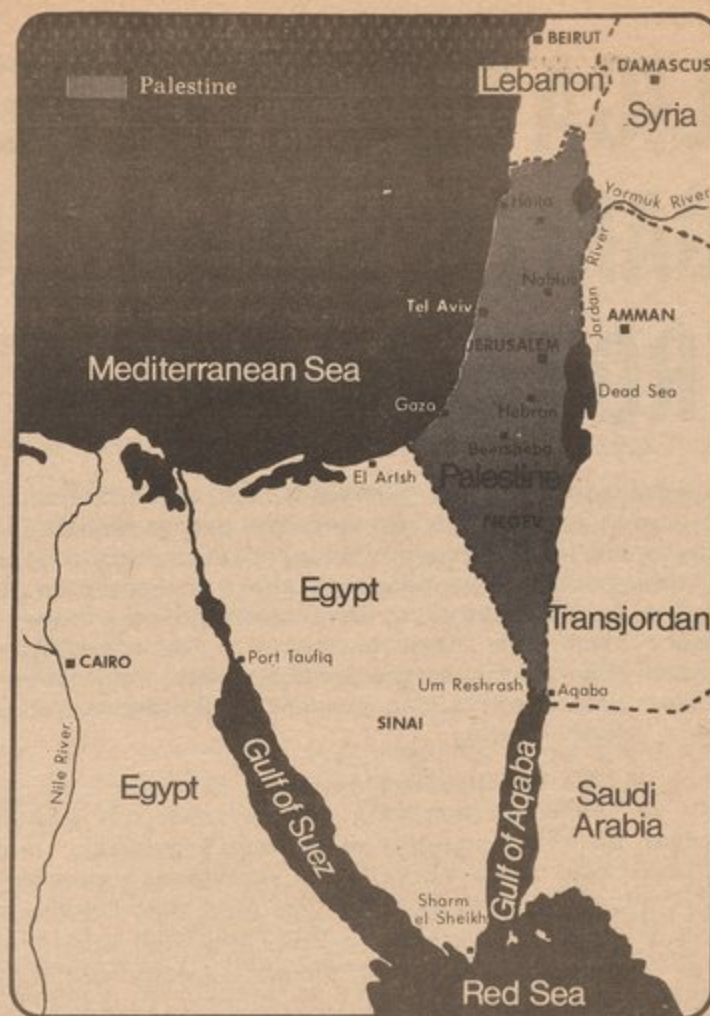 BEIRUT
Lebanon
DAMASCUS
Palestine
Syria
Yarmuk River
Haifa
Jordan River
Nablus
Tel Aviv
AMMAN
JERUSALEM
Mediterranean Sea
Dead Sea
Gaza
Hebron
Beersheba
El Artsh
Palestine
NEGEV
Egypt
Transjordan
CAIRO
Port Taufiq
Um Reshrash
Aqaba
SINAI
Nile River
Egypt
Gulf of Suez
Gulf of Aqaba
Saudi
Arabia
Sharm
el Sheikh
Red Sea